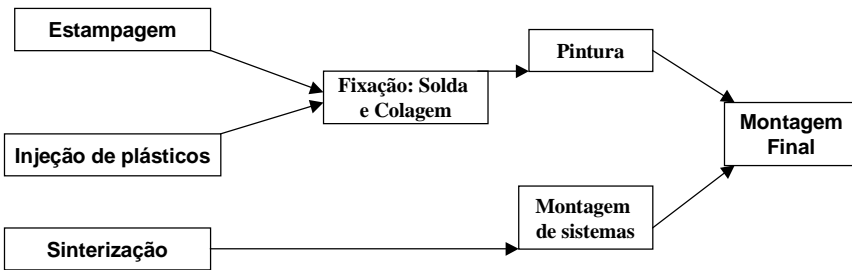 Estampagem
Pintura
Fixação: Solda
e Colagem
Montagem
Final
Injeção de plásticos
Montagem
de sistemas
Sinterização